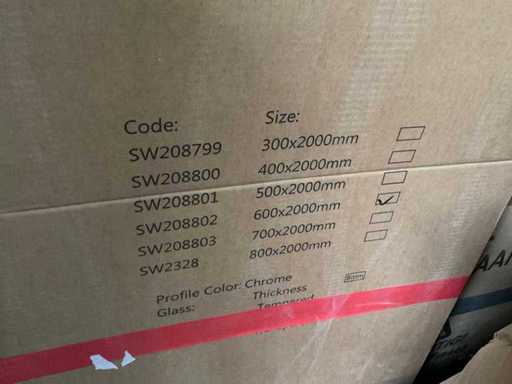 Code: Size:
SW208799 300x2000mm
SW208800 400x2000mm
SW208801 500x2000mm
SW208802 600x2000mm
SW208803 700x2000mm
SW2328 800x2000mm
Profile Color: Chrome
Glass: Thickness
Tempered